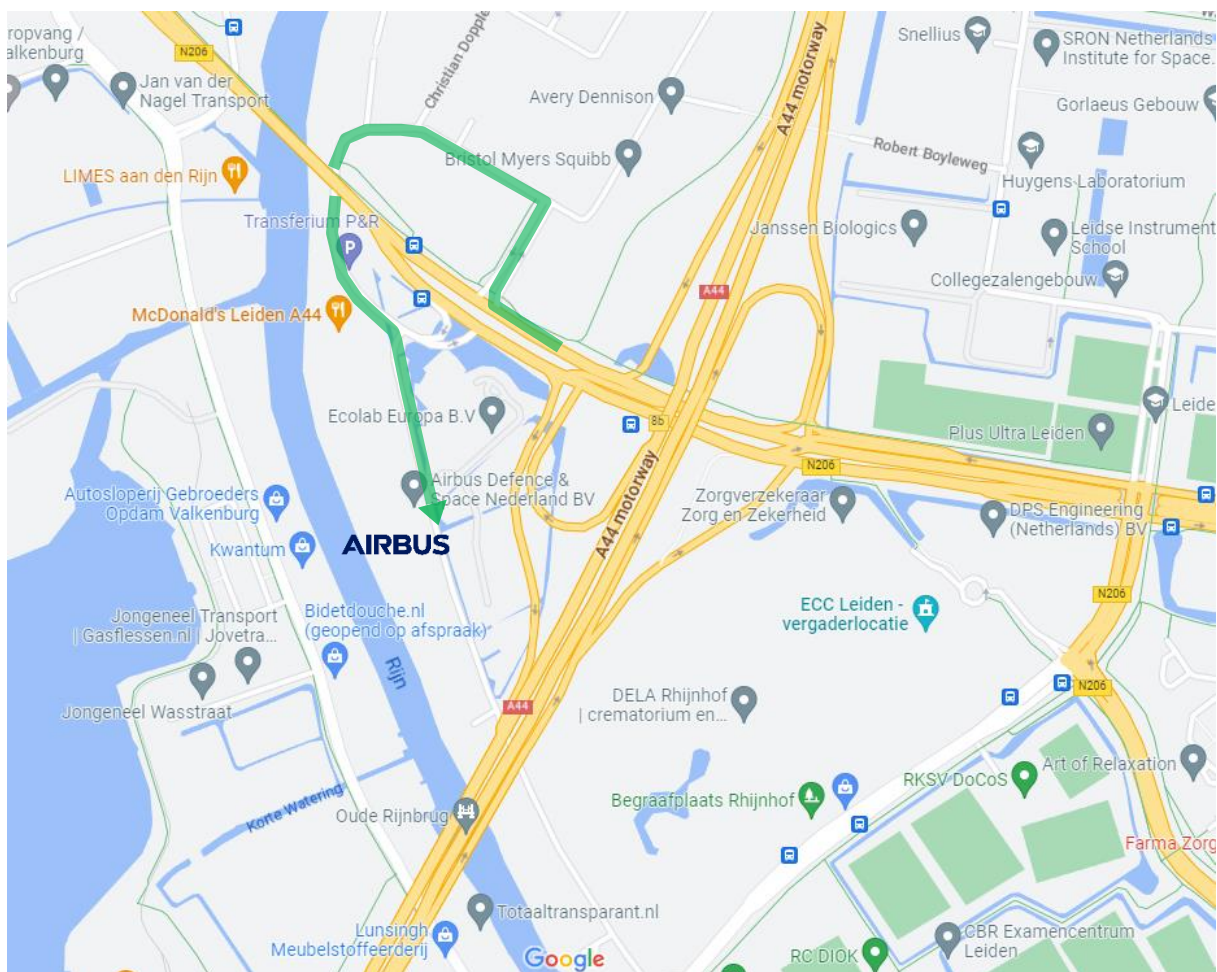 ropvang /
alkenburg
N206
Jan van der
Nagel Transport
Christian Dopple
Avery Dennison
A44 motorway
A44 motorway
Snellius
SRON Netherlands
Institute for Space.
Gorlaeus Gebouw
Bristol Myers Squibb
Robert Boyleweg
Huygens Laboratorium
LIMES aan den Rijn
Transferium P&R
P
Janssen Biologics
Leidse Instrument
School
Collegezalengebouw
A44
McDonald's Leiden A44
Ecolab Europa B.V
8b
Leide
Plus Ultra Leiden
N206
Airbus Defence &
Space Nederland BV
Autosloperij Gebroeders
Opdam Valkenburg
Zorgverzekeraar
Zorg en Zekerheid
DPS Engineering
(Netherlands) BV
AIRBUS
Kwantum
A44 motorway
N206
Bidetdouche.nl
(geopend op afspraak)
ECC Leiden -
vergaderlocatie
Jongeneel Transport
| Gasflessen.nl | Jovetra...
Rijn
N206
DELA Rhijnhof
| crematorium en...
A44
Jongeneel Wasstraat
Art of Relaxation
RKSV DoCoS
Begraafplaats Rhijnhof
Korte Watering
Oude Rijnbrug
Farma Zorg
Totaaltransparant.nl
Lunsingh
Meubelstoffeerderij
Google
CBR Examencentrum
Leiden
RC DIOK